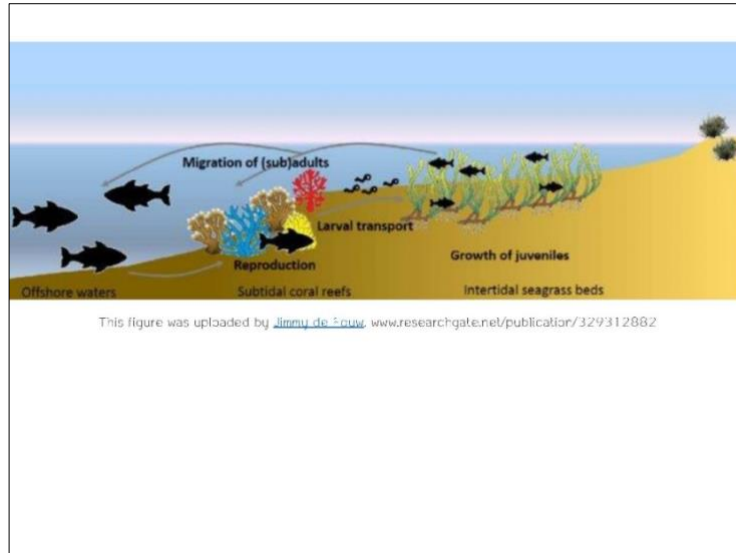 Migration of (sub)adults
Larval transport
Reproduction
Growth of juveniles
Offshore waters
Subtidal coral reefs
Intertidal seagrass beds
This figure was uploaded by Jimmy de Fouw, www.researchgate.net/publication/329312882